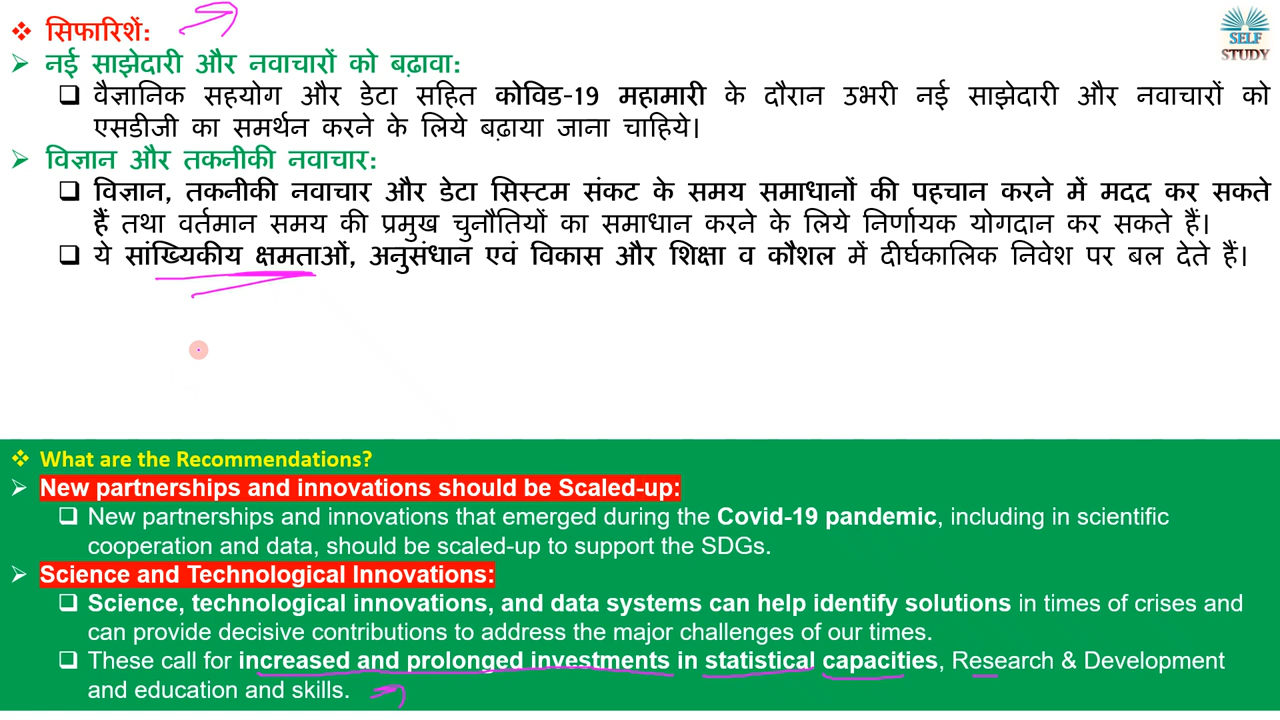 ❖ सिफारिशें:
SELF
STUDY
➢ नई साझेदारी और नवाचारों को बढ़ावा:
❑ वैज्ञानिक सहयोग और डेटा सहित कोविड-19 महामारी के दौरान उभरी नई साझेदारी और नवाचारों को
एसडीजी का समर्थन करने के लिये बढ़ाया जाना चाहिये।
➢ विज्ञान और तकनीकी नवाचार:
❑ विज्ञान, तकनीकी नवाचार और डेटा सिस्टम संकट के समय समाधानों की पहचान करने में मदद कर सकते
हैं तथा वर्तमान समय की प्रमुख चुनौतियों का समाधान करने के लिये निर्णायक योगदान कर सकते हैं।
❑ ये सांख्यिकीय क्षमताओं, अनुसंधान एवं विकास और शिक्षा व कौशल में दीर्घकालिक निवेश पर बल देते हैं।
❖ What are the Recommendations?
➢ New partnerships and innovations should be Scaled-up:
❑ New partnerships and innovations that emerged during the Covid-19 pandemic, including in scientific
cooperation and data, should be scaled-up to support the SDGs.
➢ Science and Technological Innovations:
❑ Science, technological innovations, and data systems can help identify solutions in times of crises and
can provide decisive contributions to address the major challenges of our times.
❑ These call for increased and prolonged investments in statistical capacities, Research & Development
and education and skills.